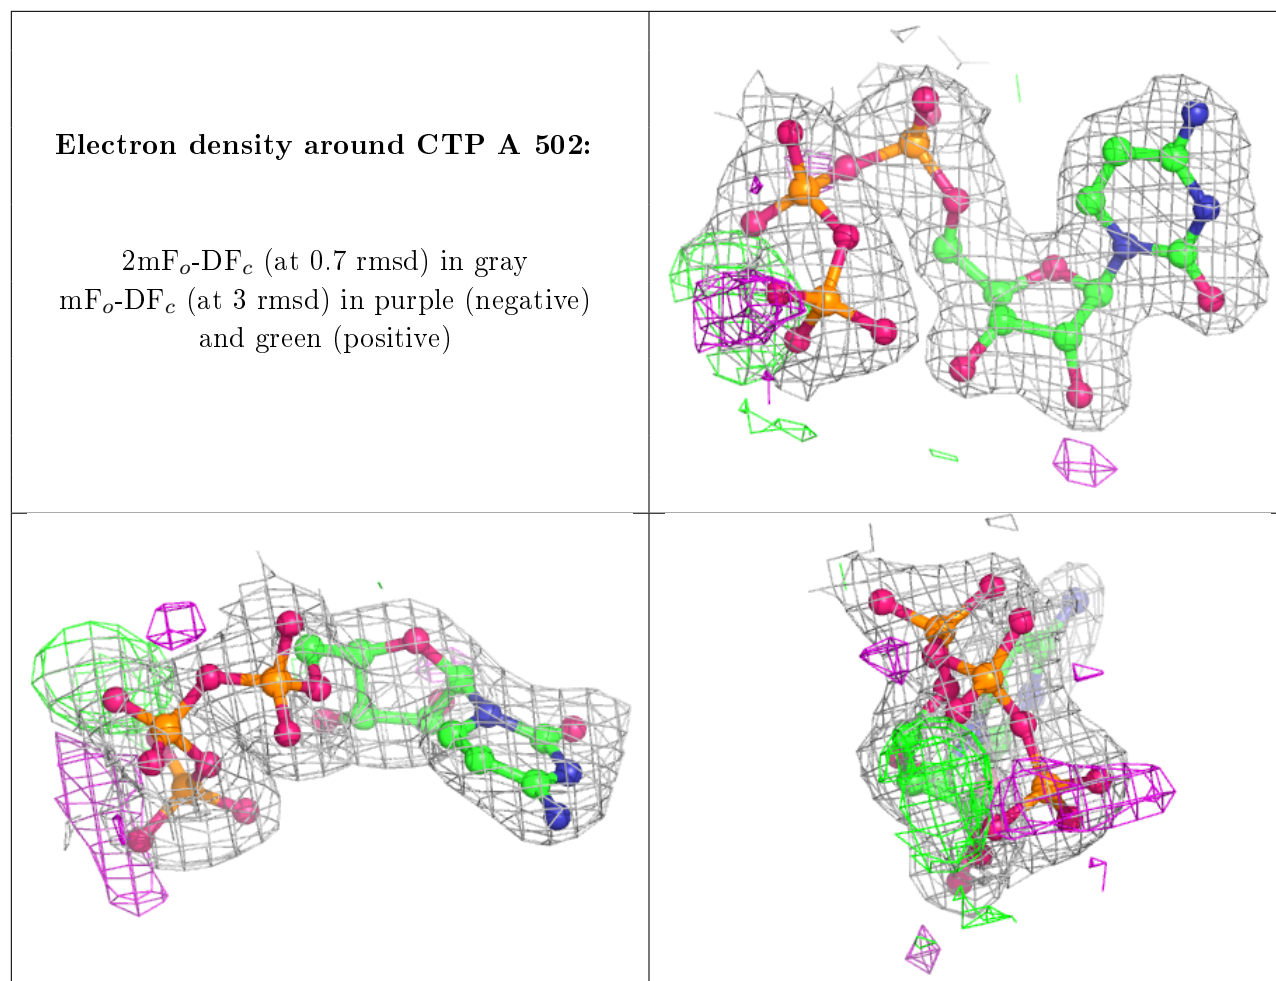 Electron density around CTP A 502:
2mFₒ-DF𝑐 (at 0.7 rmsd) in gray
mFₒ-DF𝑐 (at 3 rmsd) in purple (negative)
and green (positive)